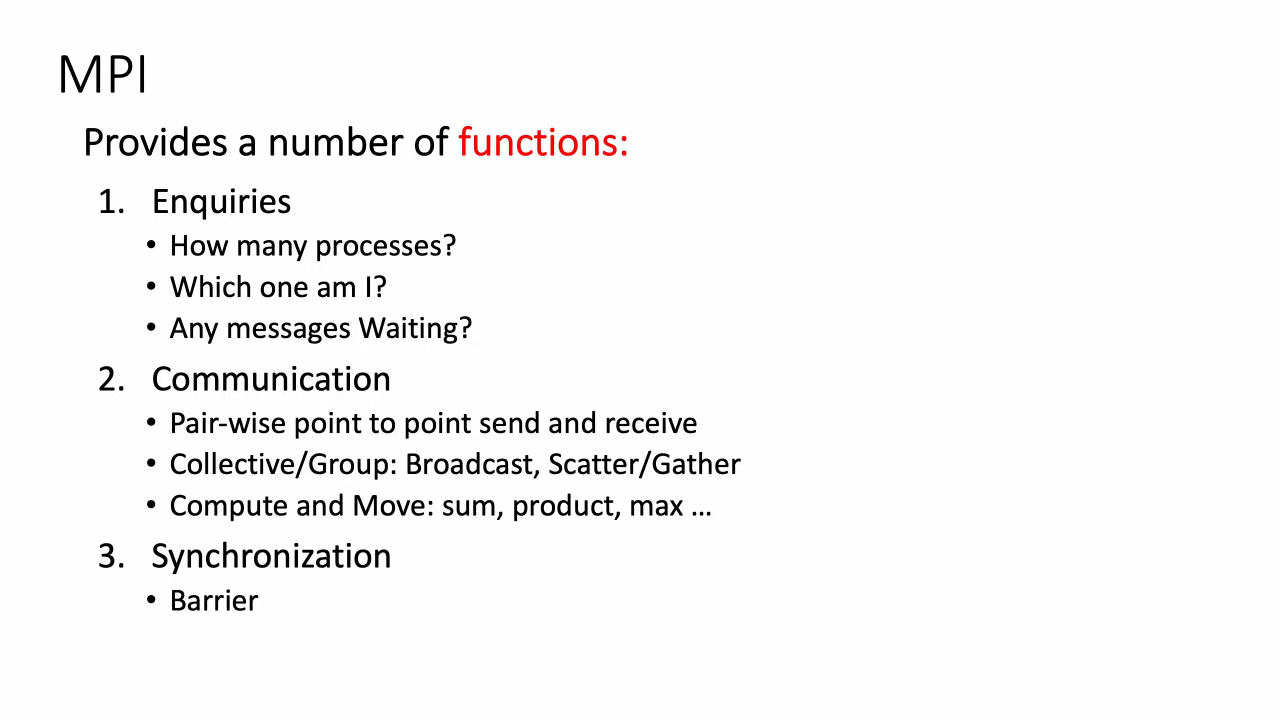 MPI
Provides a number of functions:
1. Enquiries
• How many processes?
• Which one am I?
• Any messages Waiting?
2. Communication
• Pair-wise point to point send and receive
• Collective/Group: Broadcast, Scatter/Gather
• Compute and Move: sum, product, max ...
3. Synchronization
• Barrier